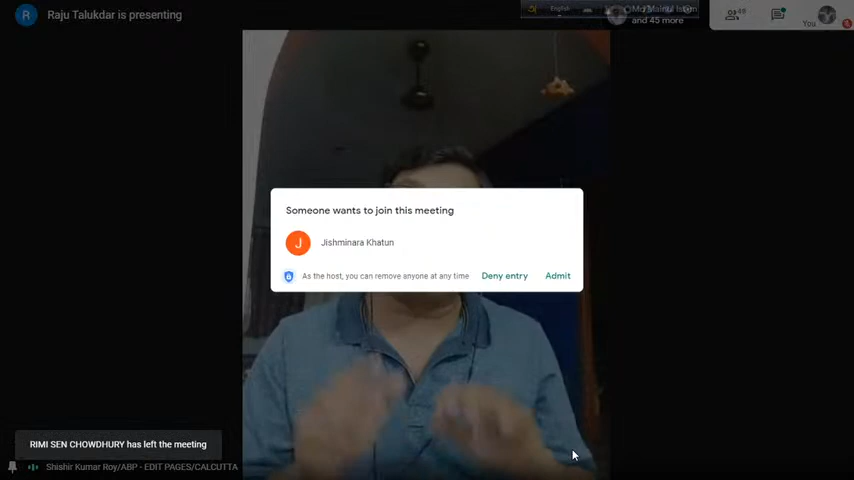 R Raju Talukdar is presenting
English
and 45 more
49
You
Someone wants to join this meeting
J Jishminara Khatun
As the host, you can remove anyone at any time
Deny entry Admit
RIMI SEN CHOWDHURY has left the meeting
Shishir Kumar Roy/ABP - EDIT PAGES/CALCUTTA